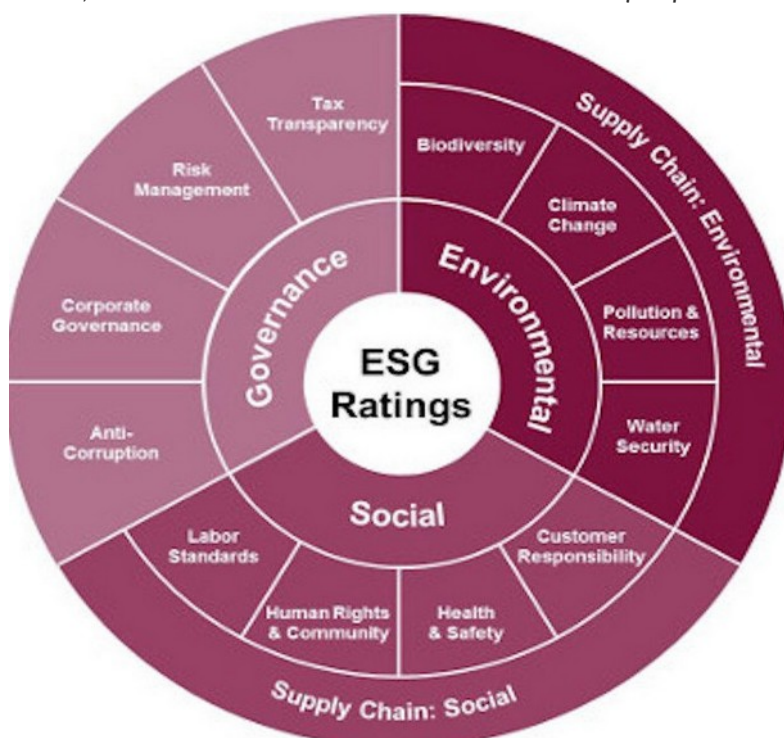 Tax
Transparency
Risk
Management
Corporate
Governance
Anti-
Corruption
Governance
ESG
Ratings
Environmental
Biodiversity
Climate
Change
Pollution &
Resources
Water
Security
Supply Chain: Environmental
Social
Customer
Responsibility
Health
& Safety
Human Rights
& Community
Labor
Standards
Supply Chain: Social